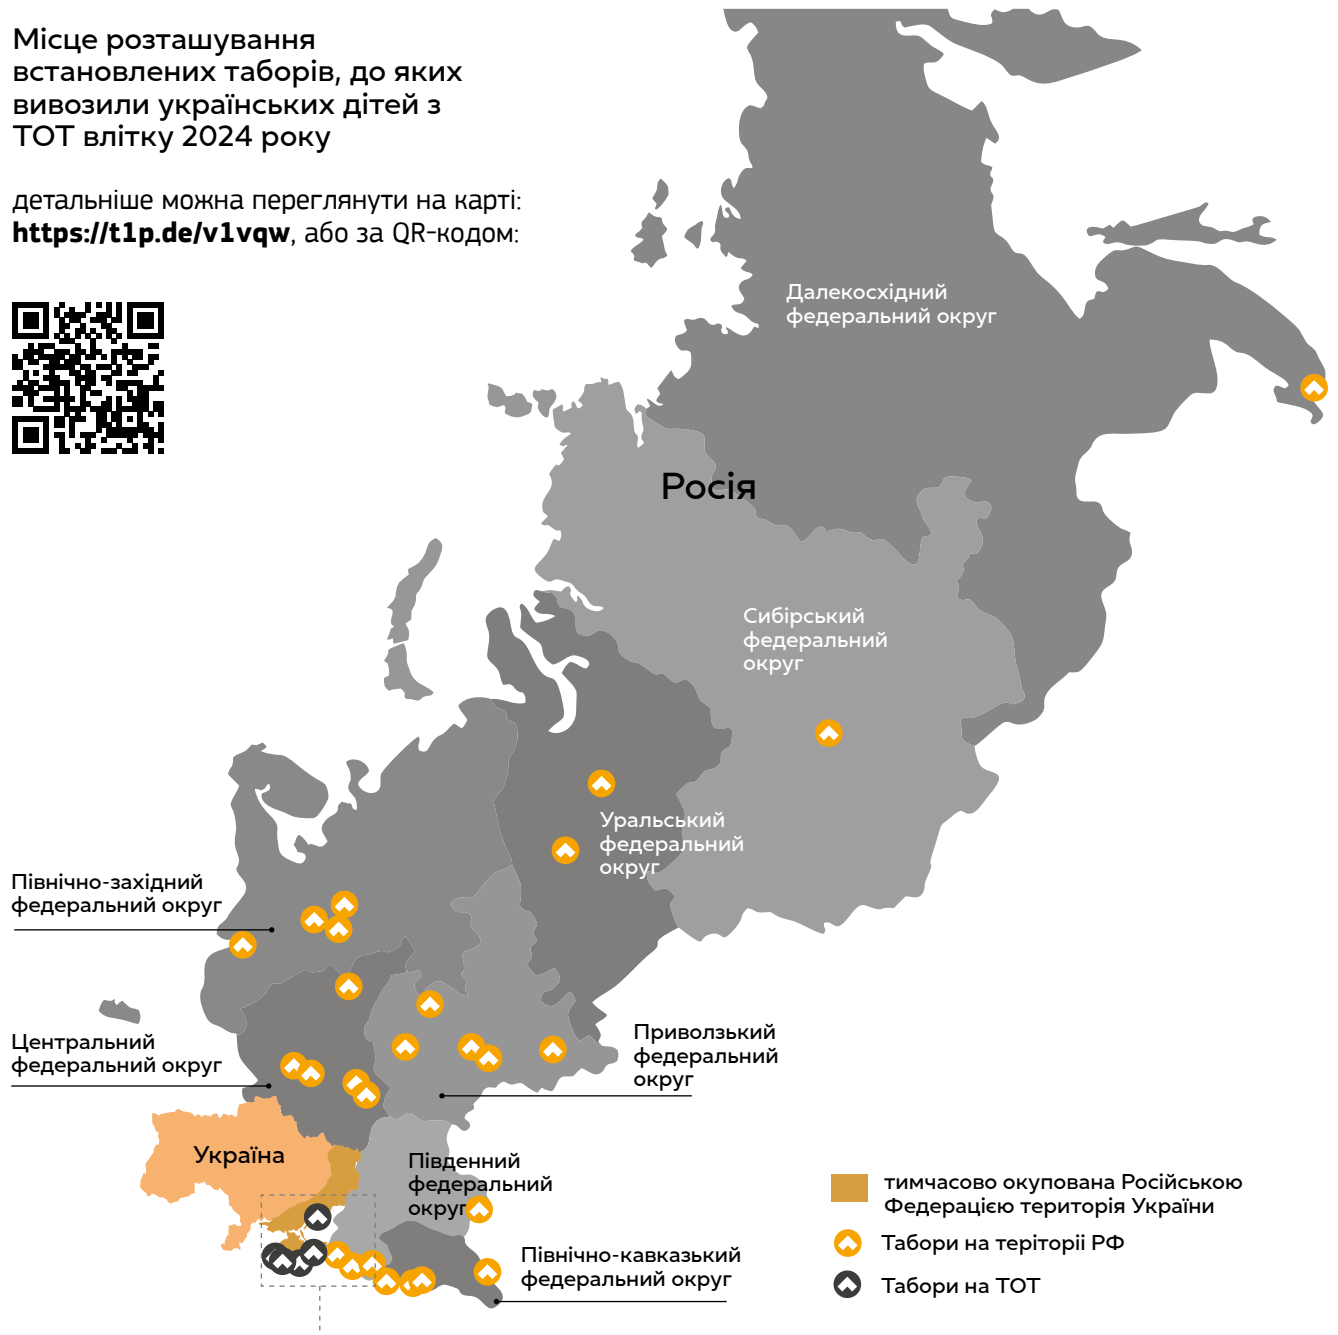 Місце розташування
встановлених таборів, до яких
вивозили українських дітей з
ТОТ влітку 2024 року
детальніше можна переглянути на карті:
https://t1p.de/v1vqw, або за QR-кодом:
Далекосхідний
федеральний округ
Росія
Сибірський
федеральний
округ
Уральський
федеральний
округ
Північно-західний
федеральний округ
Центральний
федеральний округ
Приволзький
федеральний
округ
Україна
Південний
федеральний
округ
Північно-кавказький
федеральний округ
тимчасово окупована Російською
Федерацією територія України
Табори на теріторіі РФ
Табори на ТОТ